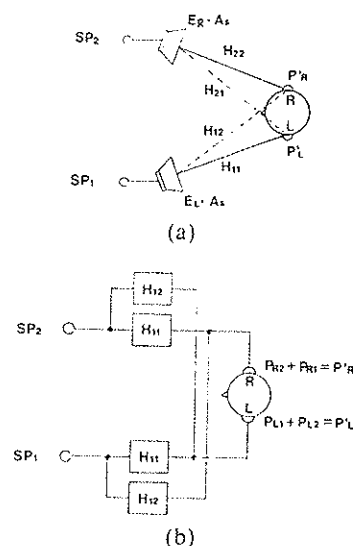 E_R · A_S
SP₂
H₂₂
P'_R
H₂₁
R
H₁₂
L
P'_L
H₁₁
SP₁
E_L · A_S
(a)
H₁₂
SP₂
H₁₁
P_R2 + P_R1 = P'_R
R
L
P_L1 + P_L2 = P'_L
SP₁
H₁₁
H₁₂
(b)